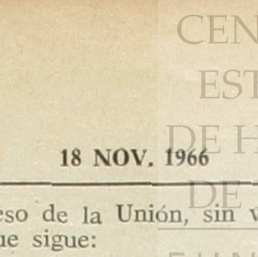 CEN
EST
DE H
DE
18 NOV. 1966
eso de la Unión, sin v
ue sigue: